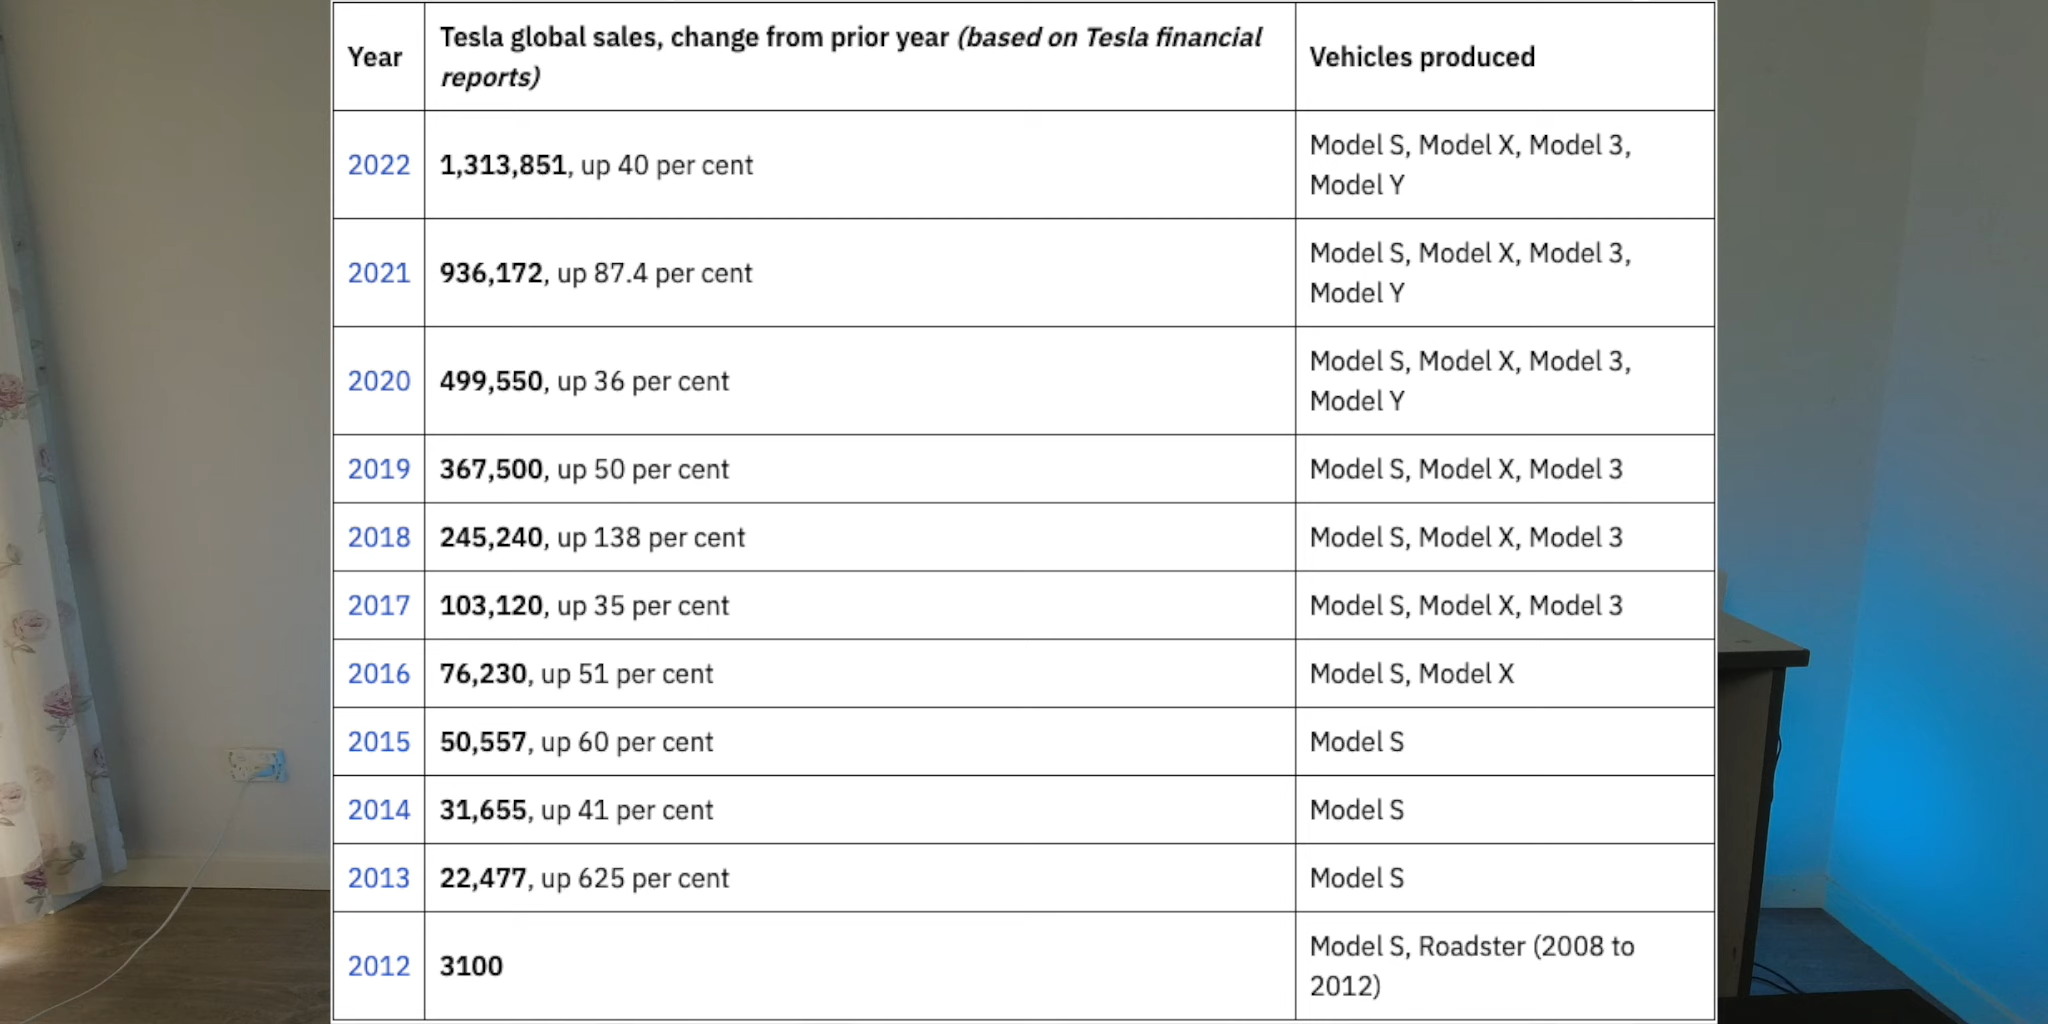 Year
Tesla global sales, change from prior year (based on Tesla financial
reports)
Vehicles produced
2022
1,313,851, up 40 per cent
Model S, Model X, Model 3,
Model Y
2021
936,172, up 87.4 per cent
Model S, Model X, Model 3,
Model Y
2020
499,550, up 36 per cent
Model S, Model X, Model 3,
Model Y
2019
367,500, up 50 per cent
Model S, Model X, Model 3
2018
245,240, up 138 per cent
Model S, Model X, Model 3
2017
103,120, up 35 per cent
Model S, Model X, Model 3
2016
76,230, up 51 per cent
Model S, Model X
2015
50,557, up 60 per cent
Model S
2014
31,655, up 41 per cent
Model S
2013
22,477, up 625 per cent
Model S
2012
3100
Model S, Roadster (2008 to
2012)